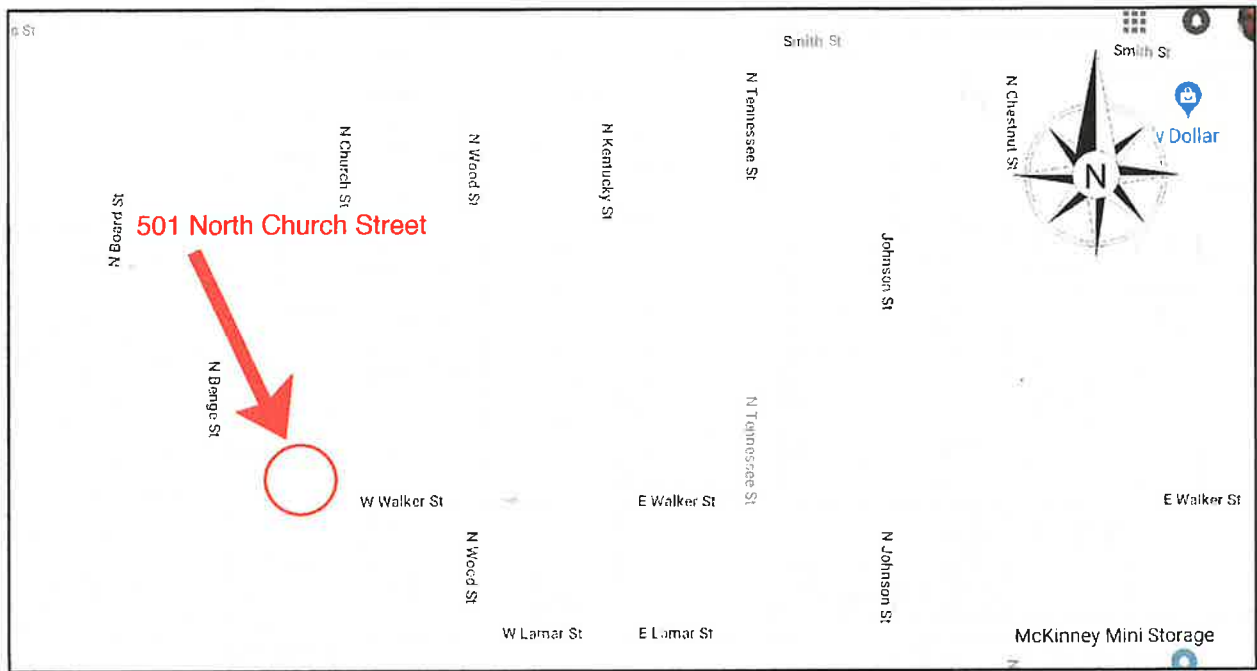 St
Smith St
Smith St
N Church St
N Wood St
N Kentucky St
N Tennessee St
N Chestnut St
Dollar
N
N Board St
501 North Church Street
Johnson St
N Benge St
N Tennessee St
W Walker St
E Walker St
E Walker St
N Wood St
N Johnson St
W Lamar St
E Lamar St
McKinney Mini Storage
N